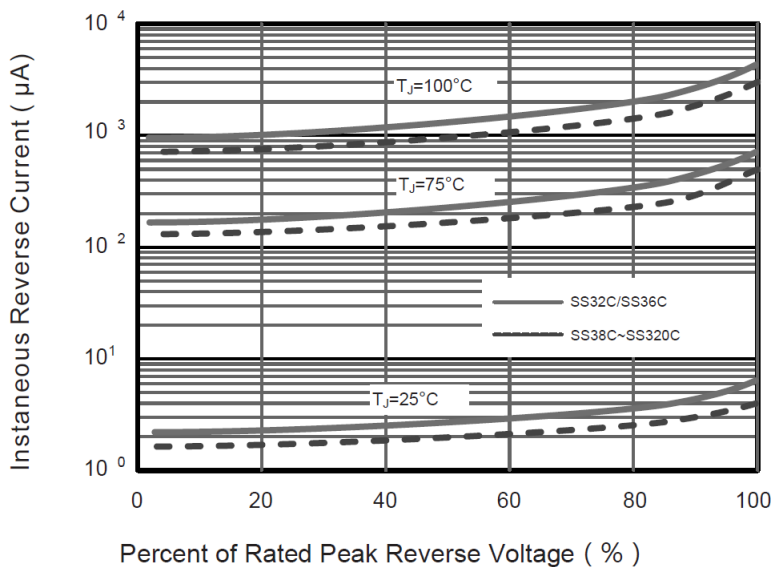 Instaneous Reverse Current ( μA)
10 4
10 3
10 2
10 1
10 0
TJ=100°C
TJ=75°C
SS32C/SS36C
SS38C~SS320C
TJ=25°C
0 20 40 60 80 100
Percent of Rated Peak Reverse Voltage ( % )